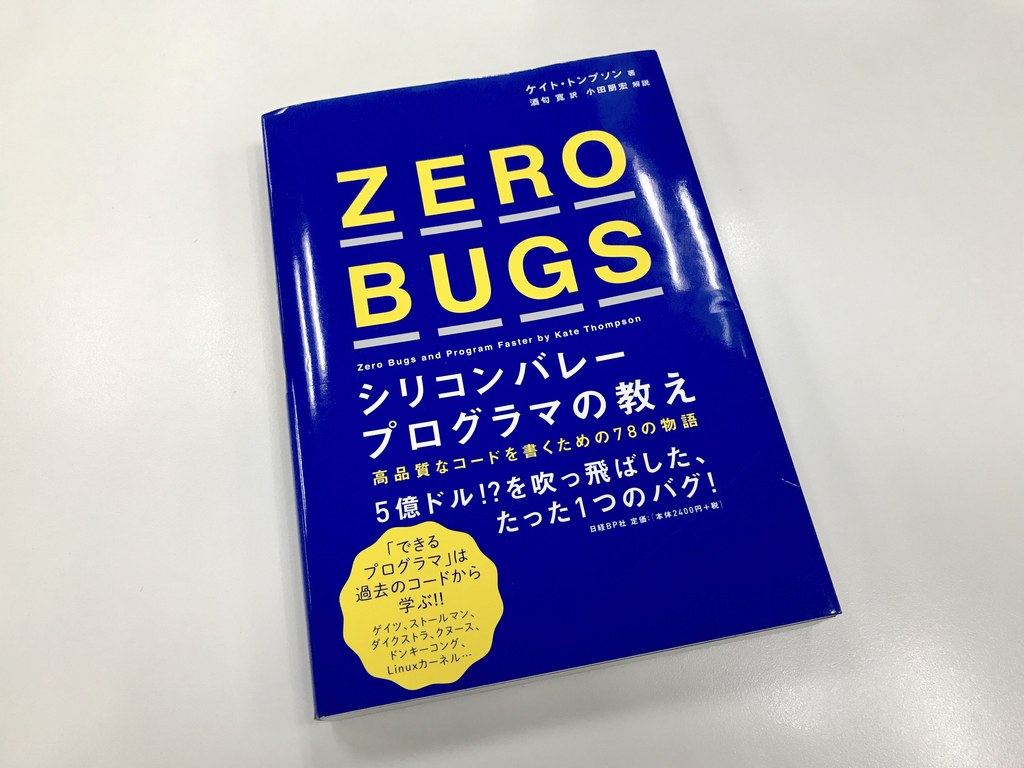 ケイト・トンプソン 著
酒匂 寛 訳 小田朋宏 解説
ZERO
BUGS
Zero Bugs and Program Faster by Kate Thompson
シリコンバレー
プログラマの教え
高品質なコードを書くための78の物語
5億ドル!?を吹っ飛ばした、
たった1つのバグ!
日経BP社 定価:[本体2400円+税]
「できる
プログラマ」は
過去のコードから
学ぶ!!
ゲイツ、ストールマン、
ダイクストラ、クヌース、
ドンキーコング、
Linuxカーネル…